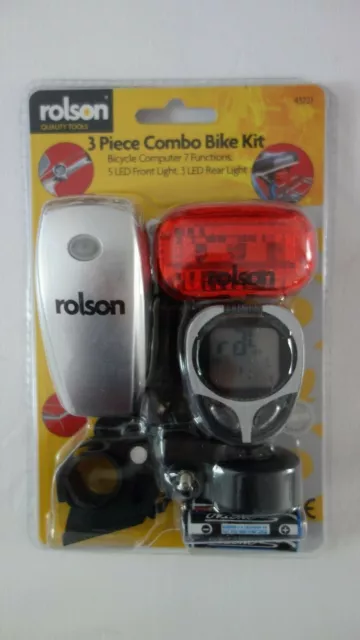 rolson
QUALITY TOOLS
3 Piece Combo Bike Kit
Bicycle Computer 7 Functions,
5 LED Front Light, 3 LED Rear Light
rolson
rolson
CE